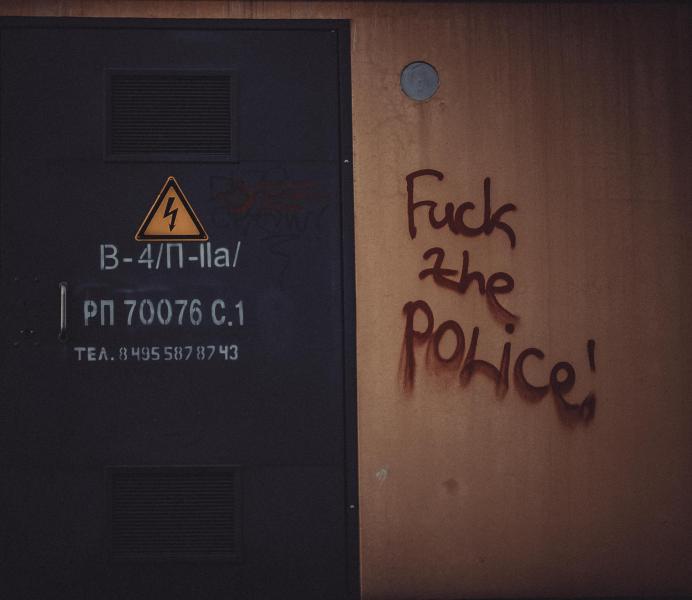 В-4/П-IIа/
РП 70076 С.1
ТЕЛ. 8 495 587 87 43
Fuck
the
POLice!